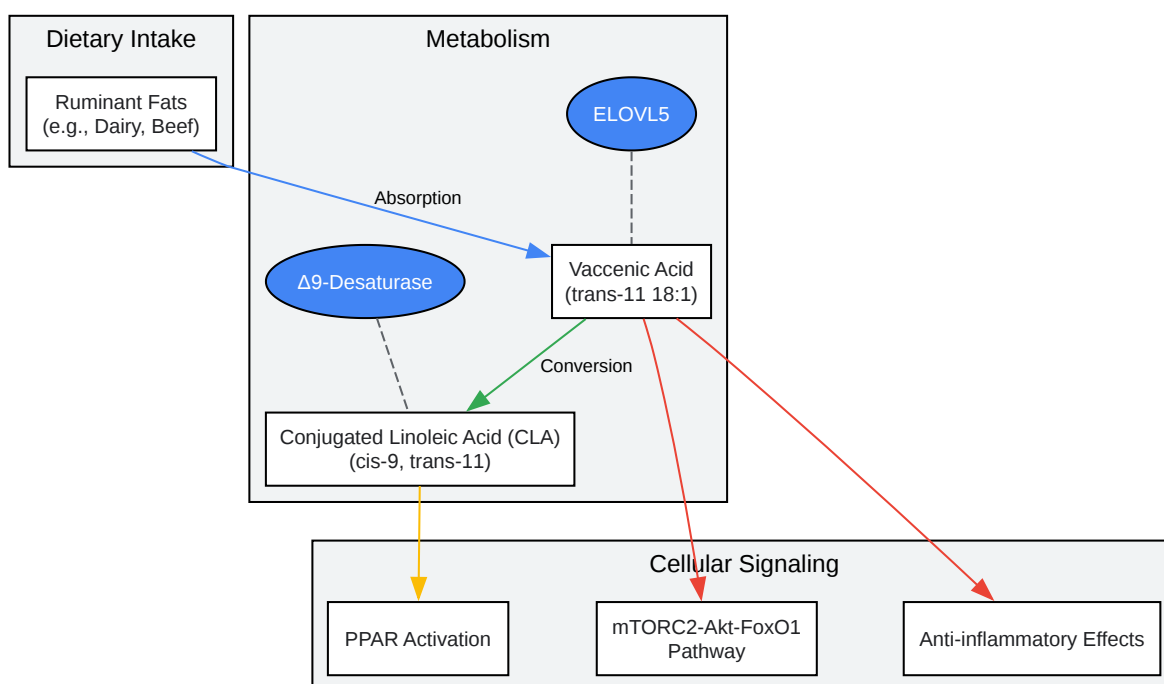 Dietary Intake
Metabolism
Ruminant Fats
(e.g., Dairy, Beef)
ELOVL5
Absorption
Δ9-Desaturase
Vaccenic Acid
(trans-11 18:1)
Conversion
Conjugated Linoleic Acid (CLA)
(cis-9, trans-11)
Cellular Signaling
PPAR Activation
mTORC2-Akt-FoxO1
Pathway
Anti-inflammatory Effects